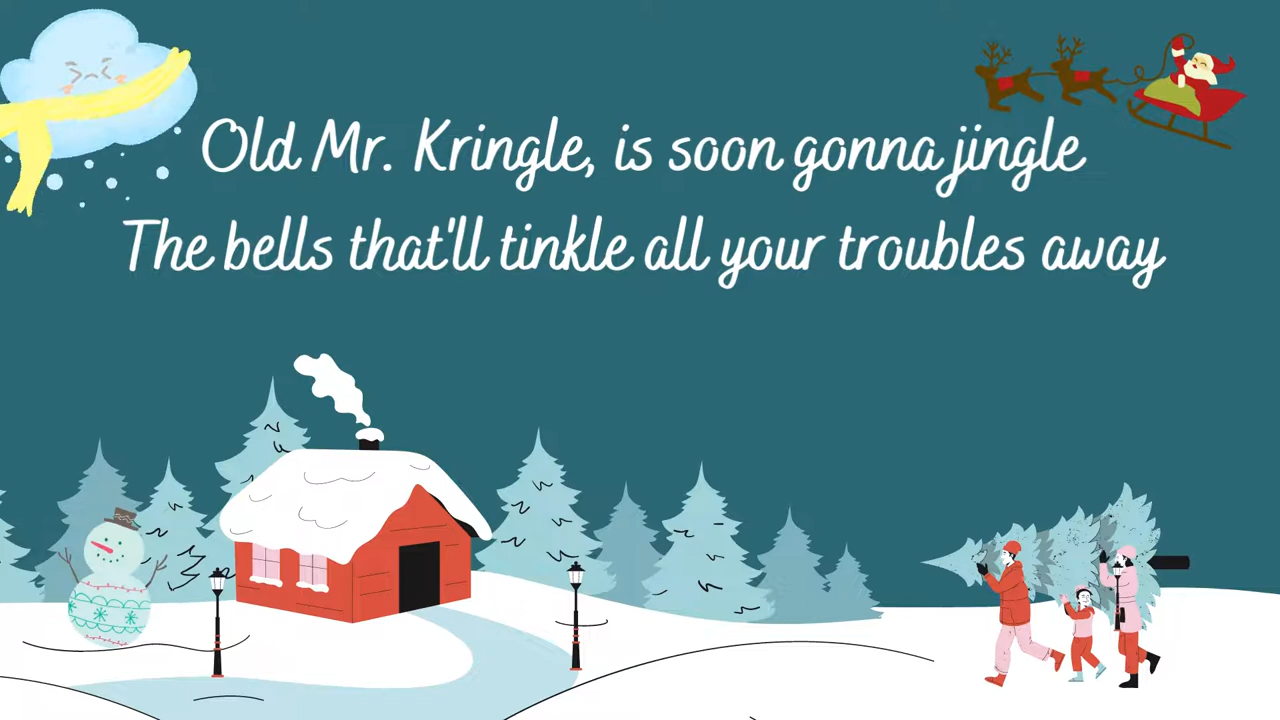 Old Mr. Kringle, is soon gonna jingle
The bells that'll tinkle all your troubles away